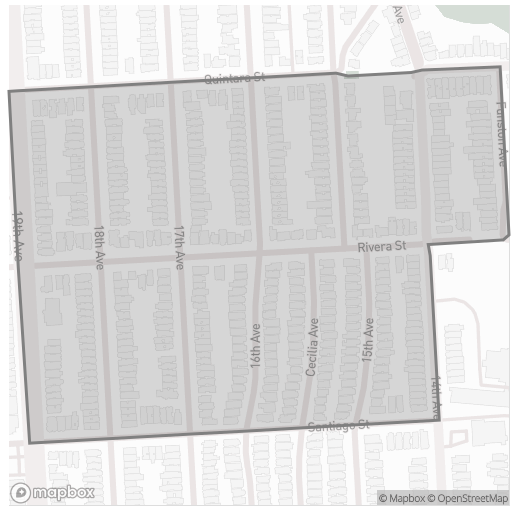 Ave
Quintara St
Funston Ave
19th Ave
18th Ave
17th Ave
Rivera St
16th Ave
Cecilia Ave
15th Ave
14th Ave
Santiago St
mapbox
© Mapbox © OpenStreetMap